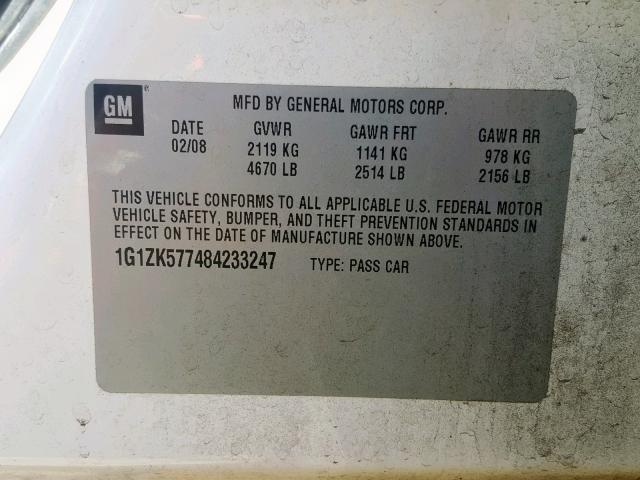 GM
MFD BY GENERAL MOTORS CORP.
DATE GVWR GAWR FRT GAWR RR
02/08 2119 KG 1141 KG 978 KG
4670 LB 2514 LB 2156 LB
THIS VEHICLE CONFORMS TO ALL APPLICABLE U.S. FEDERAL MOTOR
VEHICLE SAFETY, BUMPER, AND THEFT PREVENTION STANDARDS IN
EFFECT ON THE DATE OF MANUFACTURE SHOWN ABOVE.
1G1ZK577484233247 TYPE: PASS CAR